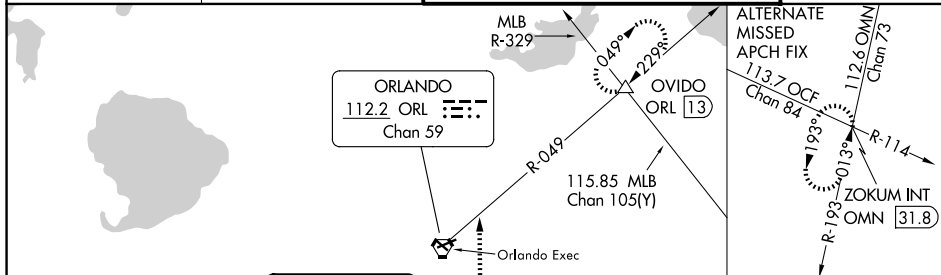 MLB
R-329
049°
229°
OVIDO
ORL 13
ORLANDO
112.2 ORL
Chan 59
R-049
115.85 MLB
Chan 105(Y)
Orlando Exec
ALTERNATE
MISSED
APCH FIX
112.6 OMN
Chan 73
113.7 OCF
Chan 84
R-114
193°
013°
R-193
ZOKUM INT
OMN 31.8